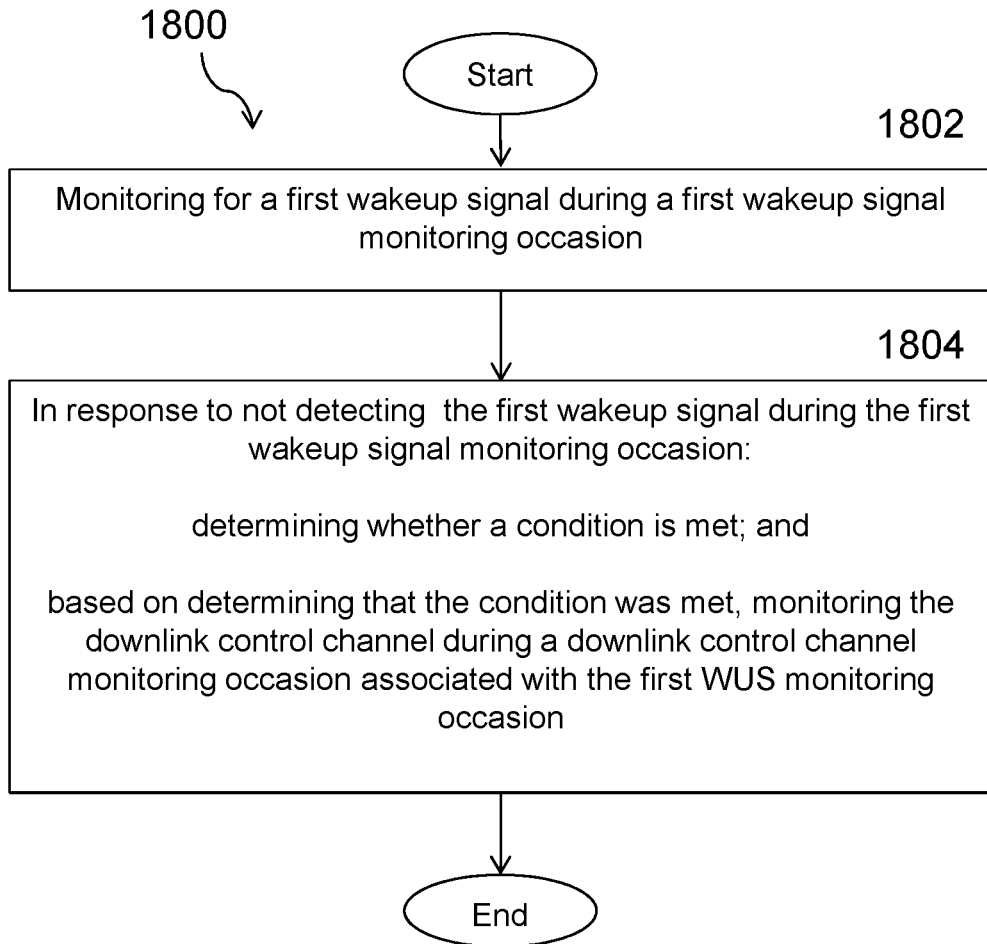 1800
Start
1802
Monitoring for a first wakeup signal during a first wakeup signal
monitoring occasion
1804
In response to not detecting the first wakeup signal during the first
wakeup signal monitoring occasion:
determining whether a condition is met; and
based on determining that the condition was met, monitoring the
downlink control channel during a downlink control channel
monitoring occasion associated with the first WUS monitoring
occasion
End